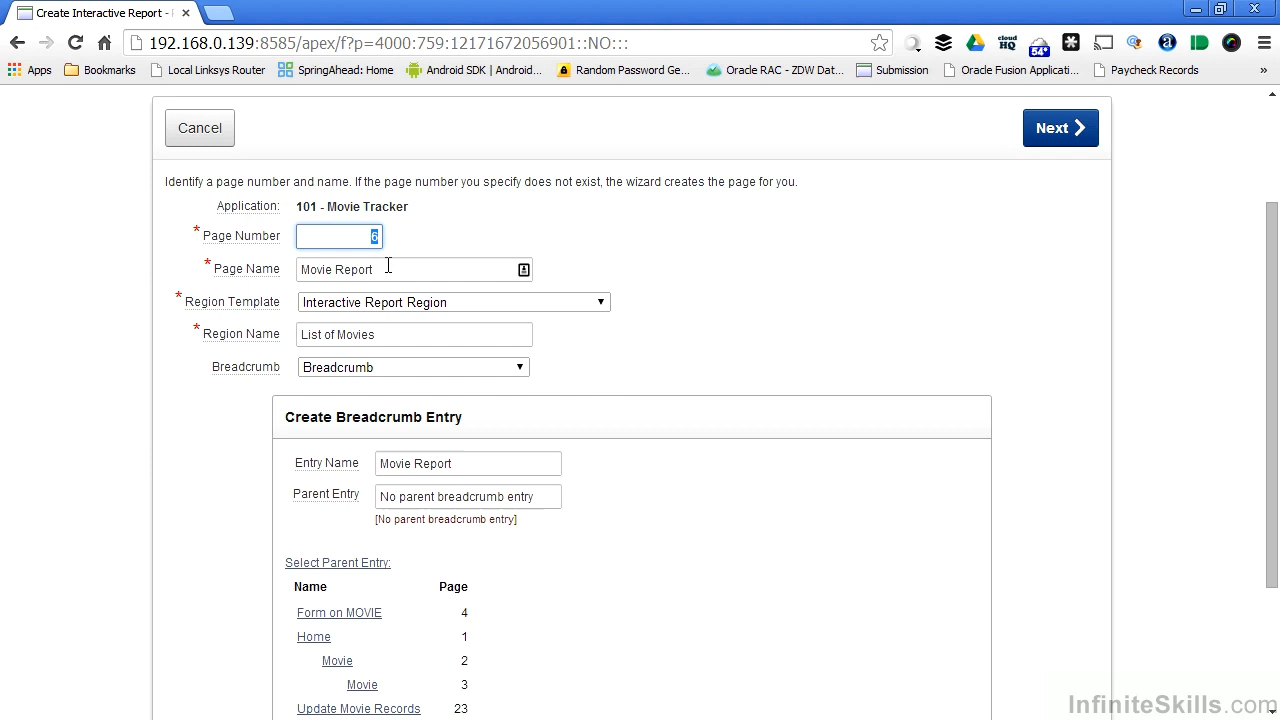 Create Interactive Report -
192.168.0.139:8585/apex/f?p=4000:759:12171672056901::NO:::
cloud
HQ
54°
Apps
Bookmarks
Local Linksys Router
SpringAhead: Home
Android SDK | Android...
Random Password Ge...
Oracle RAC - ZDW Dat...
Submission
Oracle Fusion Applicati...
Paycheck Records
»
Cancel
Next
Identify a page number and name. If the page number you specify does not exist, the wizard creates the page for you.
Application: 101 - Movie Tracker
* Page Number 6
* Page Name Movie Report
* Region Template Interactive Report Region
* Region Name List of Movies
Breadcrumb Breadcrumb
Create Breadcrumb Entry
Entry Name Movie Report
Parent Entry No parent breadcrumb entry
[No parent breadcrumb entry]
Select Parent Entry:
Name Page
Form on MOVIE 4
Home 1
Movie 2
Movie 3
Update Movie Records 23
InfiniteSkills.com